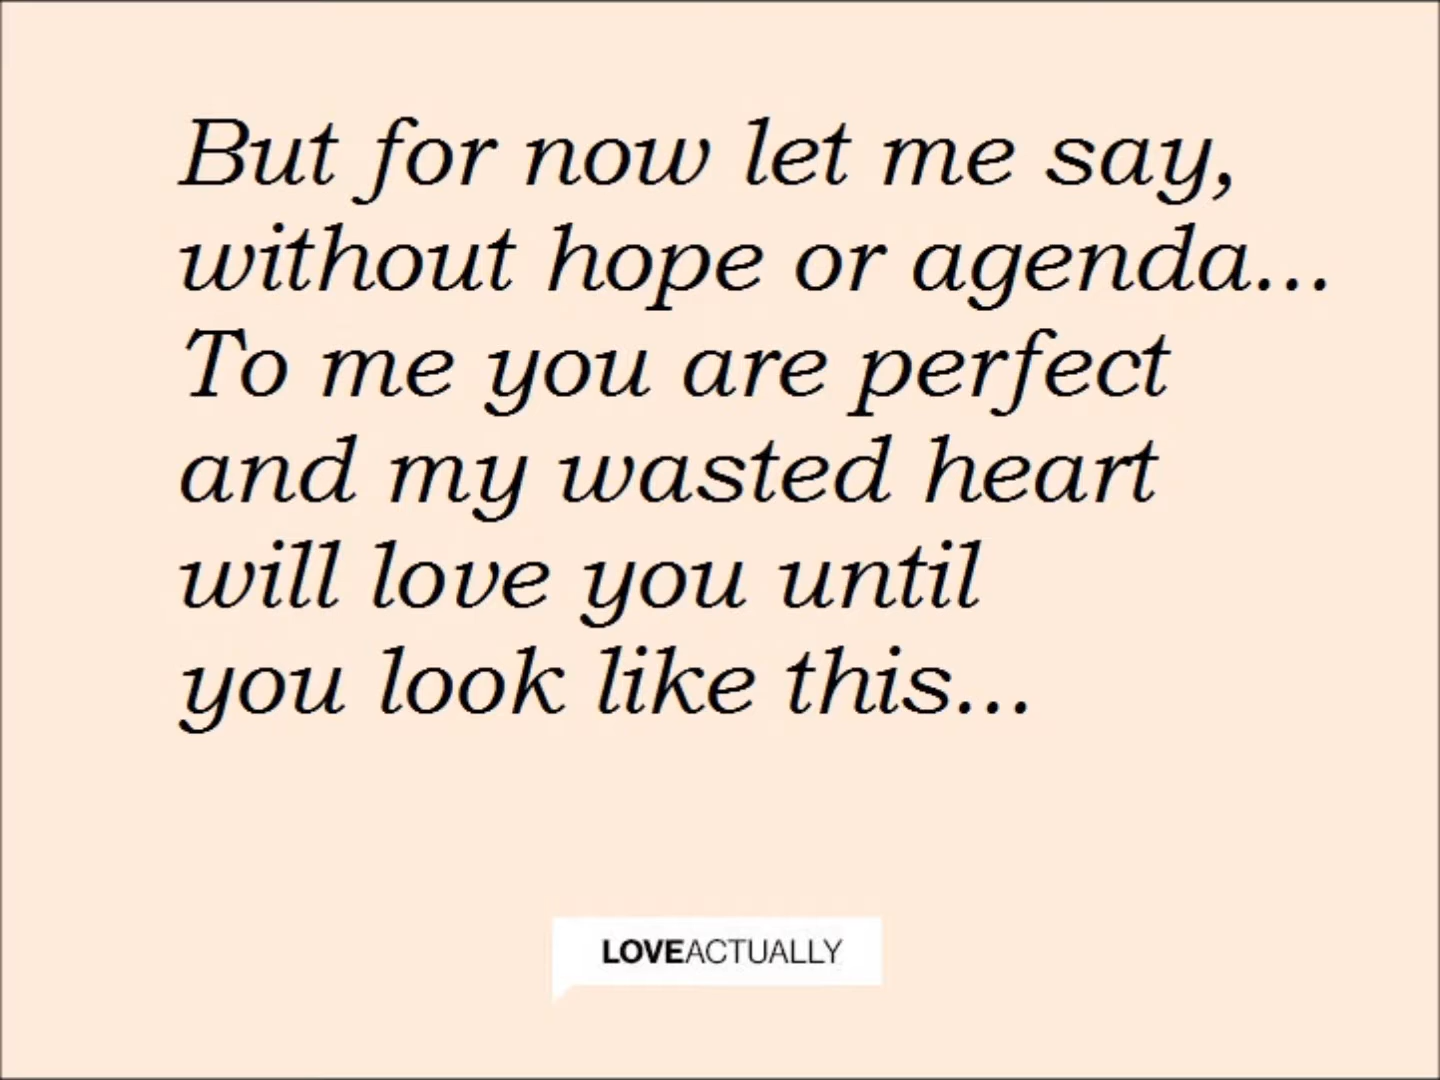 But for now let me say,
without hope or agenda...
To me you are perfect
and my wasted heart
will love you until
you look like this...
LOVEACTUALLY